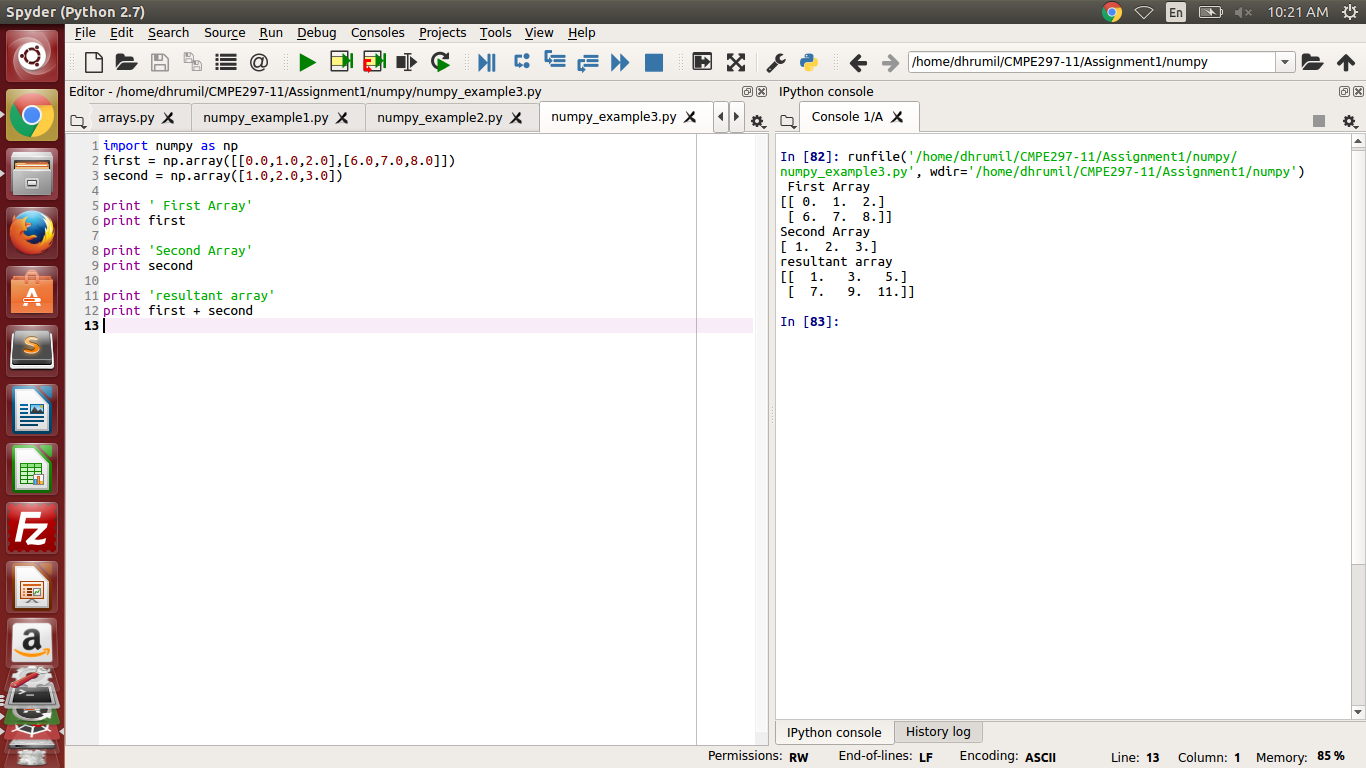 Spyder (Python 2.7)
En
10:21 AM
File Edit Search Source Run Debug Consoles Projects Tools View Help
@
/home/dhrumil/CMPE297-11/Assignment1/numpy
Editor - /home/dhrumil/CMPE297-11/Assignment1/numpy/numpy_example3.py
arrays.py numpy_example1.py numpy_example2.py numpy_example3.py
1 import numpy as np
2 first = np.array([[0.0,1.0,2.0],[6.0,7.0,8.0]])
3 second = np.array([1.0,2.0,3.0])
4
5 print ' First Array'
6 print first
7
8 print 'Second Array'
9 print second
10
11 print 'resultant array'
12 print first + second
13
IPython console
Console 1/A
In [82]: runfile('/home/dhrumil/CMPE297-11/Assignment1/numpy/
numpy_example3.py', wdir='/home/dhrumil/CMPE297-11/Assignment1/numpy')
 First Array
[[ 0.  1.  2.]
 [ 6.  7.  8.]]
Second Array
[ 1.  2.  3.]
resultant array
[[  1.   3.   5.]
 [  7.   9.  11.]]
In [83]:
IPython console History log
Permissions: RW End-of-lines: LF Encoding: ASCII Line: 13 Column: 1 Memory: 85 %
S
Fz
a